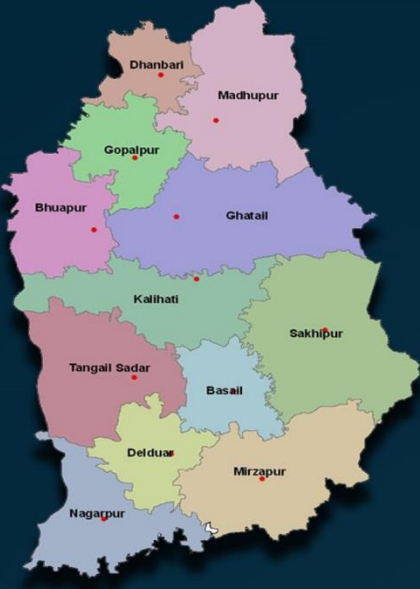 Dhanbari
Madhupur
Gopalpur
Bhuapur
Ghatail
Kalihati
Sakhipur
Tangail Sadar
Basail
Delduar
Mirzapur
Nagarpur